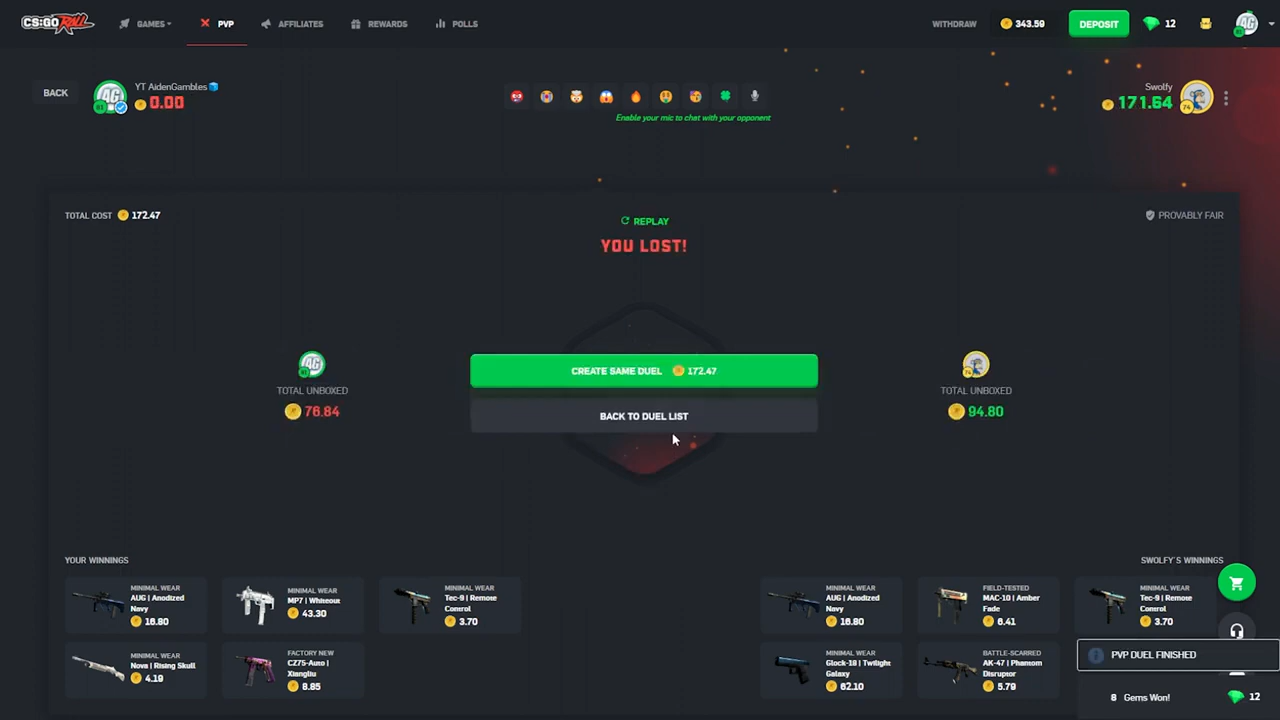 CS:GO ROLL
GAMES
PVP
AFFILIATES
REWARDS
POLLS
WITHDRAW
343.59
DEPOSIT
12
AG
BACK
AG
61
YT AidenGambles
0.00
Enable your mic to chat with your opponent
Swolfy
171.64
74
TOTAL COST 172.47
REPLAY
PROVABLY FAIR
YOU LOST!
CREATE SAME DUEL 172.47
BACK TO DUEL LIST
AG
TOTAL UNBOXED
76.84
TOTAL UNBOXED
94.80
YOUR WINNINGS
SWOLFY'S WINNINGS
MINIMAL WEAR
AUG | Anodized
Navy
16.80
MINIMAL WEAR
MP7 | Whiteout
43.30
MINIMAL WEAR
Tec-9 | Remote
Control
3.70
MINIMAL WEAR
AUG | Anodized
Navy
16.80
FIELD-TESTED
MAC-10 | Amber
Fade
6.41
MINIMAL WEAR
Tec-9 | Remote
Control
3.70
MINIMAL WEAR
Nova | Rising Skull
4.19
FACTORY NEW
CZ75-Auto |
Xiangliu
8.85
MINIMAL WEAR
Glock-18 | Twilight
Galaxy
62.10
BATTLE-SCARRED
AK-47 | Phantom
Disruptor
5.79
PVP DUEL FINISHED
8 Gems Won!
12